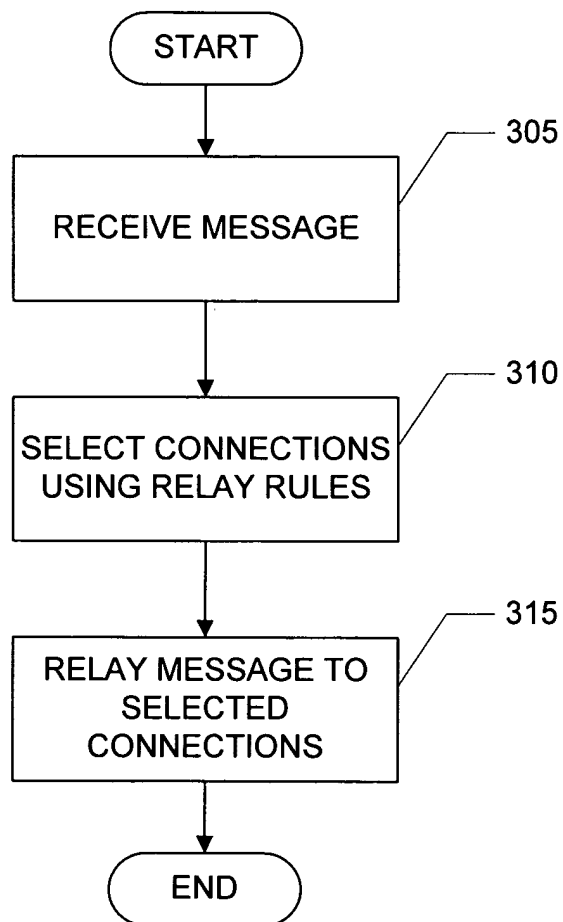 START
305
RECEIVE MESSAGE
310
SELECT CONNECTIONS
USING RELAY RULES
315
RELAY MESSAGE TO
SELECTED
CONNECTIONS
END